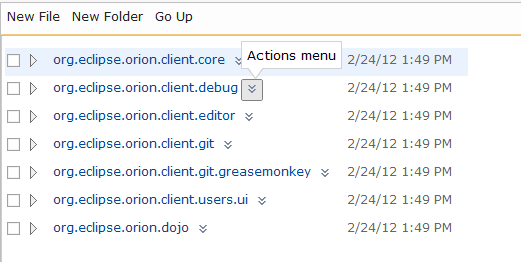 New File New Folder Go Up
Actions menu
org.eclipse.orion.client.core 2/24/12 1:49 PM
org.eclipse.orion.client.debug 2/24/12 1:49 PM
org.eclipse.orion.client.editor 2/24/12 1:49 PM
org.eclipse.orion.client.git 2/24/12 1:49 PM
org.eclipse.orion.client.git.greasemonkey 2/24/12 1:49 PM
org.eclipse.orion.client.users.ui 2/24/12 1:49 PM
org.eclipse.orion.dojo 2/24/12 1:49 PM